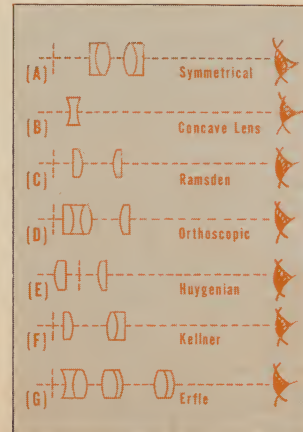 (A) Symmetrical
(B) Concave Lens
(C) Ramsden
(D) Orthoscopic
(E) Huygenian
(F) Kellner
(G) Erfle